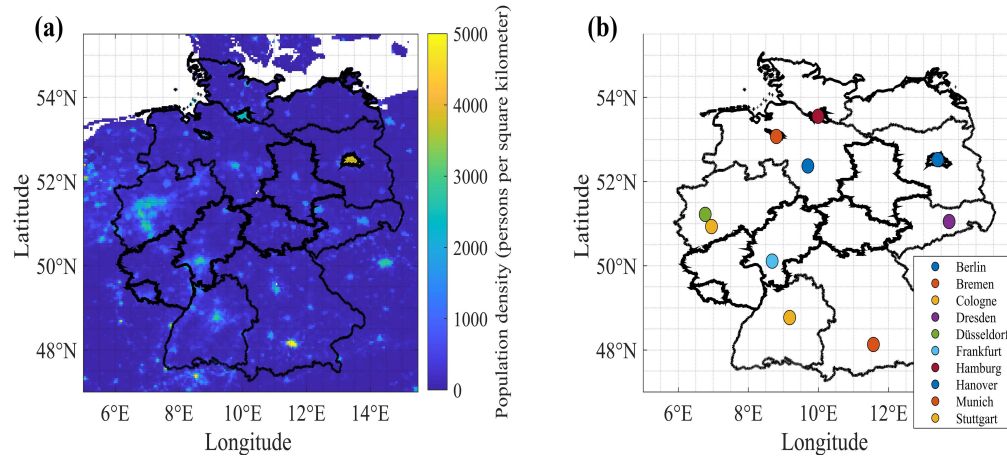 (a)
54°N
52°N
50°N
48°N
Latitude
6°E
8°E
10°E
12°E
14°E
Longitude
5000
4000
3000
2000
1000
0
Population density (persons per square kilometer)
(b)
54°N
52°N
50°N
48°N
Latitude
6°E
8°E
10°E
12°E
Longitude
Berlin
Bremen
Cologne
Dresden
Düsseldorf
Frankfurt
Hamburg
Hanover
Munich
Stuttgart